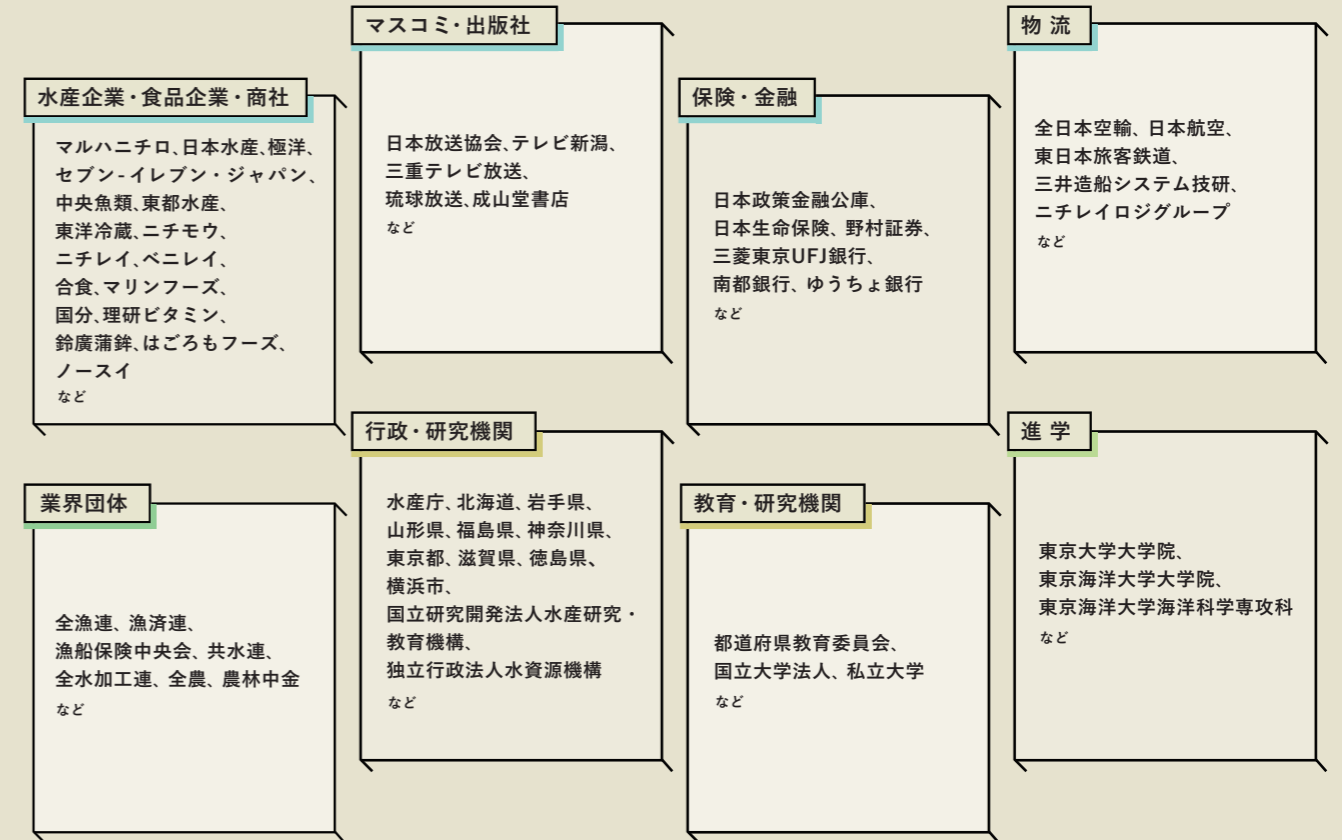 水産企業・食品企業・商社
マルハニチロ、日本水産、極洋、
セブン-イレブン・ジャパン、
中央魚類、東都水産、
東洋冷蔵、ニチモウ、
ニチレイ、ベニレイ、
合食、マリンフーズ、
国分、理研ビタミン、
鈴廣蒲鉾、はごろもフーズ、
ノースイ
など
マスコミ・出版社
日本放送協会、テレビ新潟、
三重テレビ放送、
琉球放送、成山堂書店
など
保険・金融
日本政策金融公庫、
日本生命保険、野村証券、
三菱東京UFJ銀行、
南都銀行、ゆうちょ銀行
など
物 流
全日本空輸、日本航空、
東日本旅客鉄道、
三井造船システム技研、
ニチレイロジグループ
など
業界団体
全漁連、漁済連、
漁船保険中央会、共水連、
全水加工連、全農、農林中金
など
行政・研究機関
水産庁、北海道、岩手県、
山形県、福島県、神奈川県、
東京都、滋賀県、徳島県、
横浜市、
国立研究開発法人水産研究・
教育機構、
独立行政法人水資源機構
など
教育・研究機関
都道府県教育委員会、
国立大学法人、私立大学
など
進 学
東京大学大学院、
東京海洋大学大学院、
東京海洋大学海洋科学専攻科
など